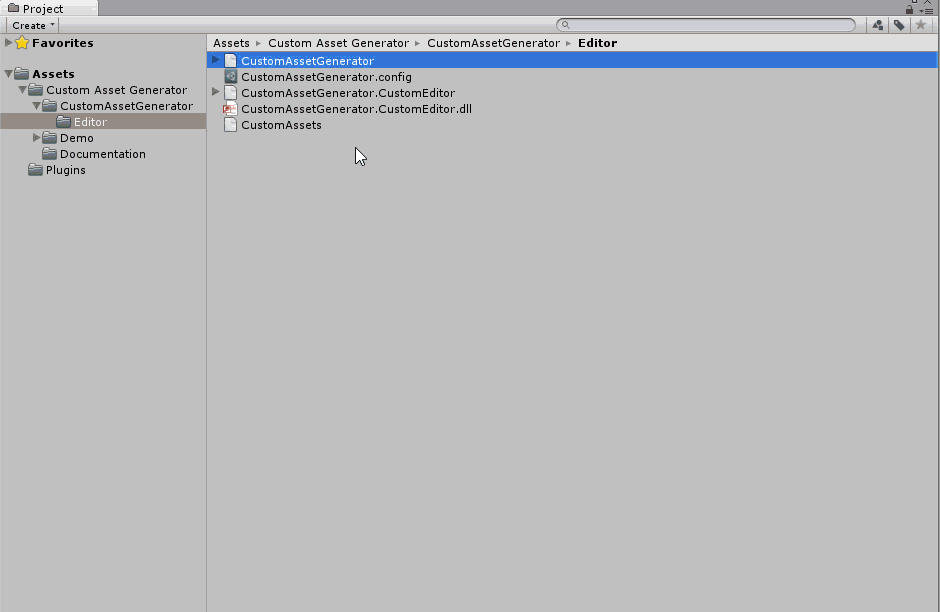 Project
Create
Favorites
Assets
Custom Asset Generator
CustomAssetGenerator
Editor
Demo
Documentation
Plugins
Assets Custom Asset Generator CustomAssetGenerator Editor
CustomAssetGenerator
CustomAssetGenerator.config
CustomAssetGenerator.CustomEditor
CustomAssetGenerator.CustomEditor.dll
CustomAssets